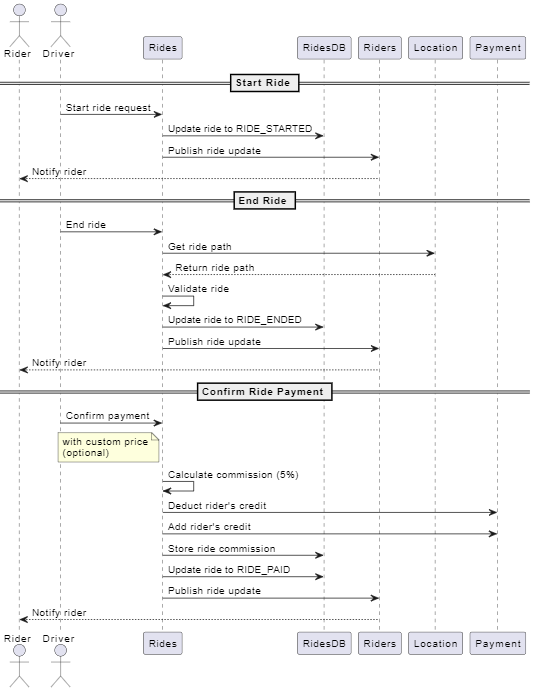 Rider Driver Rides RidesDB Riders Location Payment
Start Ride
Start ride request
Update ride to RIDE_STARTED
Publish ride update
Notify rider
End Ride
End ride
Get ride path
Return ride path
Validate ride
Update ride to RIDE_ENDED
Publish ride update
Notify rider
Confirm Ride Payment
Confirm payment
with custom price
(optional)
Calculate commission (5%)
Deduct rider's credit
Add rider's credit
Store ride commission
Update ride to RIDE_PAID
Publish ride update
Notify rider
Rider Driver Rides RidesDB Riders Location Payment